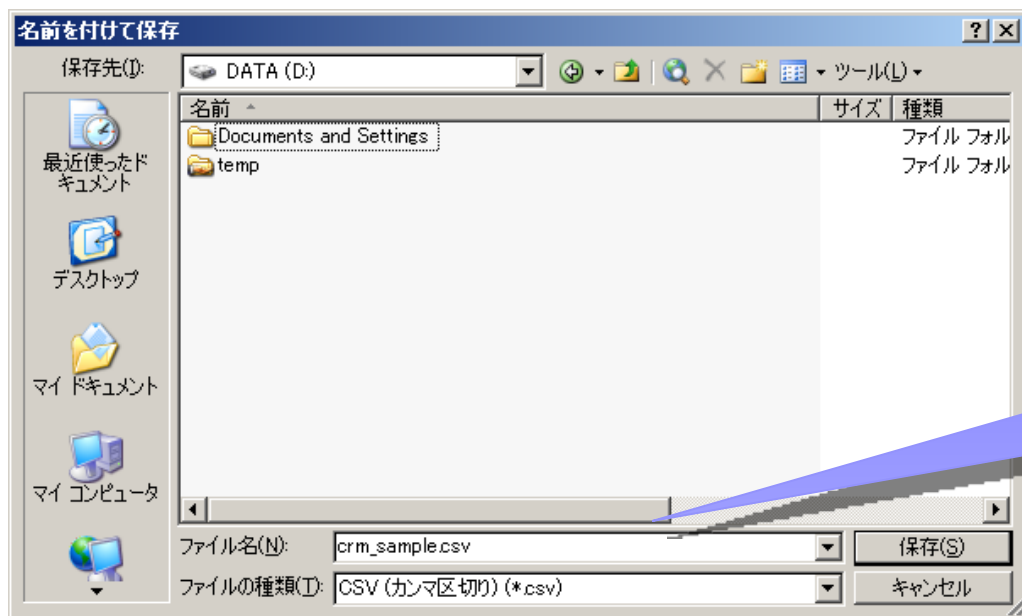 名前を付けて保存
保存先(I):
DATA (D:)
ツール(L)
名前 サイズ 種類
Documents and Settings ファイル フォル
temp ファイル フォル
最近使ったド
キュメント
デスクトップ
マイ ドキュメント
マイ コンピュータ
ファイル名(N): crm_sample.csv 保存(S)
ファイルの種類(T): CSV (カンマ区切り) (*.csv) キャンセル